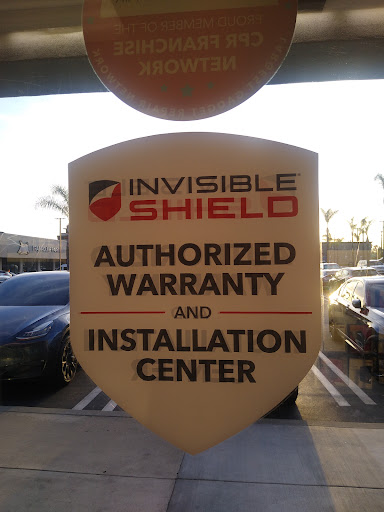 PROUD MEMBER OF THE
CPR FRANCHISE
NETWORK
INVISIBLE
SHIELD
AUTHORIZED
WARRANTY
AND
INSTALLATION
CENTER